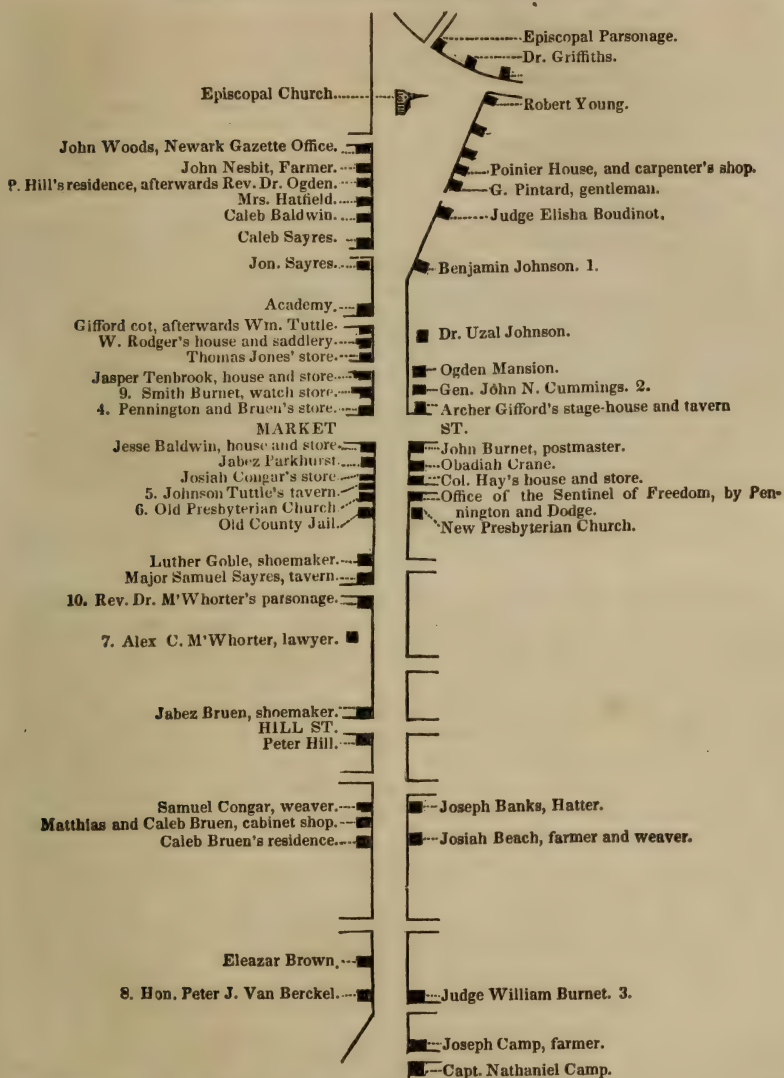 Episcopal Parsonage.
Dr. Griffiths.
Episcopal Church
Robert Young.
John Woods, Newark Gazette Office.
John Nesbit, Farmer.
P. Hill's residence, afterwards Rev. Dr. Ogden.
Mrs. Hatfield.
Caleb Baldwin.
Caleb Sayres.
Jon. Sayres.
Poinier House, and carpenter's shop.
G. Pintard, gentleman.
Judge Elisha Boudinot.
Benjamin Johnson. 1.
Academy.
Gifford cot, afterwards Wm. Tuttle.
W. Rodger's house and saddlery
Thomas Jones' store.
Jasper Tenbrook, house and store.
9. Smith Burnet, watch store.
4. Pennington and Bruen's store.
Dr. Uzal Johnson.
Ogden Mansion.
Gen. John N. Cummings. 2.
Archer Gifford's stage-house and tavern
MARKET ST.
Jesse Baldwin, house and store.
Jabez Parkhurst.
Josiah Congar's store
5. Johnson Tuttle's tavern.
6. Old Presbyterian Church
Old County Jail.
John Burnet, postmaster.
Obadiah Crane.
Col. Hay's house and store.
Office of the Sentinel of Freedom, by Pen-
nington and Dodge.
New Presbyterian Church.
Luther Goble, shoemaker.
Major Samuel Sayres, tavern.
10. Rev. Dr. M'Whorter's parsonage.
7. Alex C. M'Whorter, lawyer.
Jabez Bruen, shoemaker.
HILL ST.
Peter Hill.
Samuel Congar, weaver.
Matthias and Caleb Bruen, cabinet shop.
Caleb Bruen's residence.
Joseph Banks, Hatter.
Josiah Beach, farmer and weaver.
Eleazar Brown.
8. Hon. Peter J. Van Berckel.
Judge William Burnet. 3.
Joseph Camp, farmer.
Capt. Nathaniel Camp.